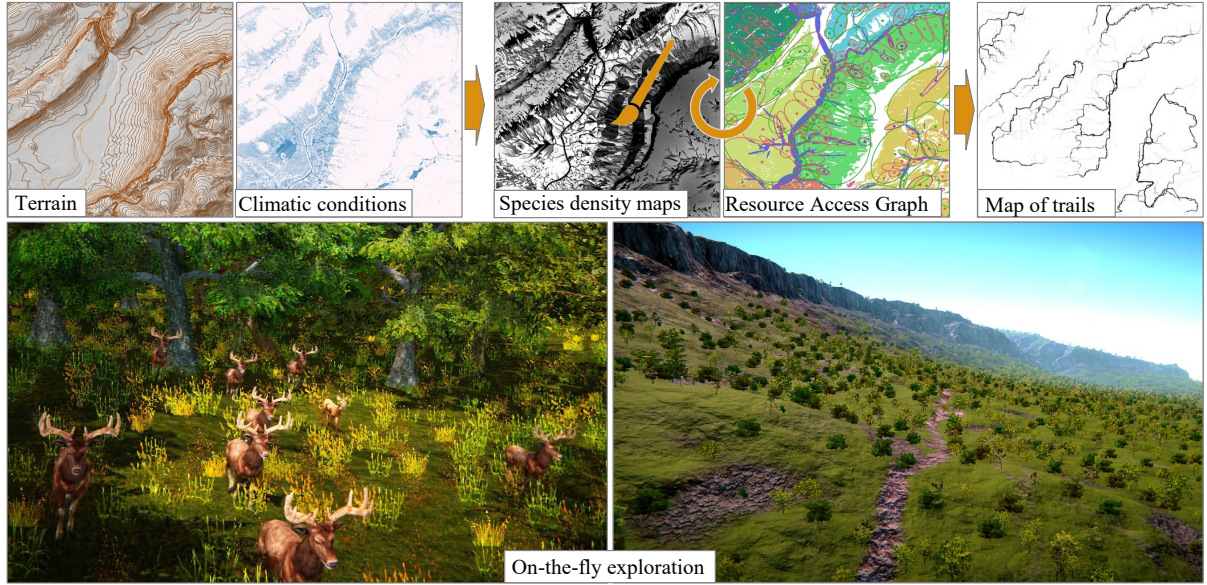 Terrain
Climatic conditions
Species density maps
Resource Access Graph
Map of trails
On-the-fly exploration